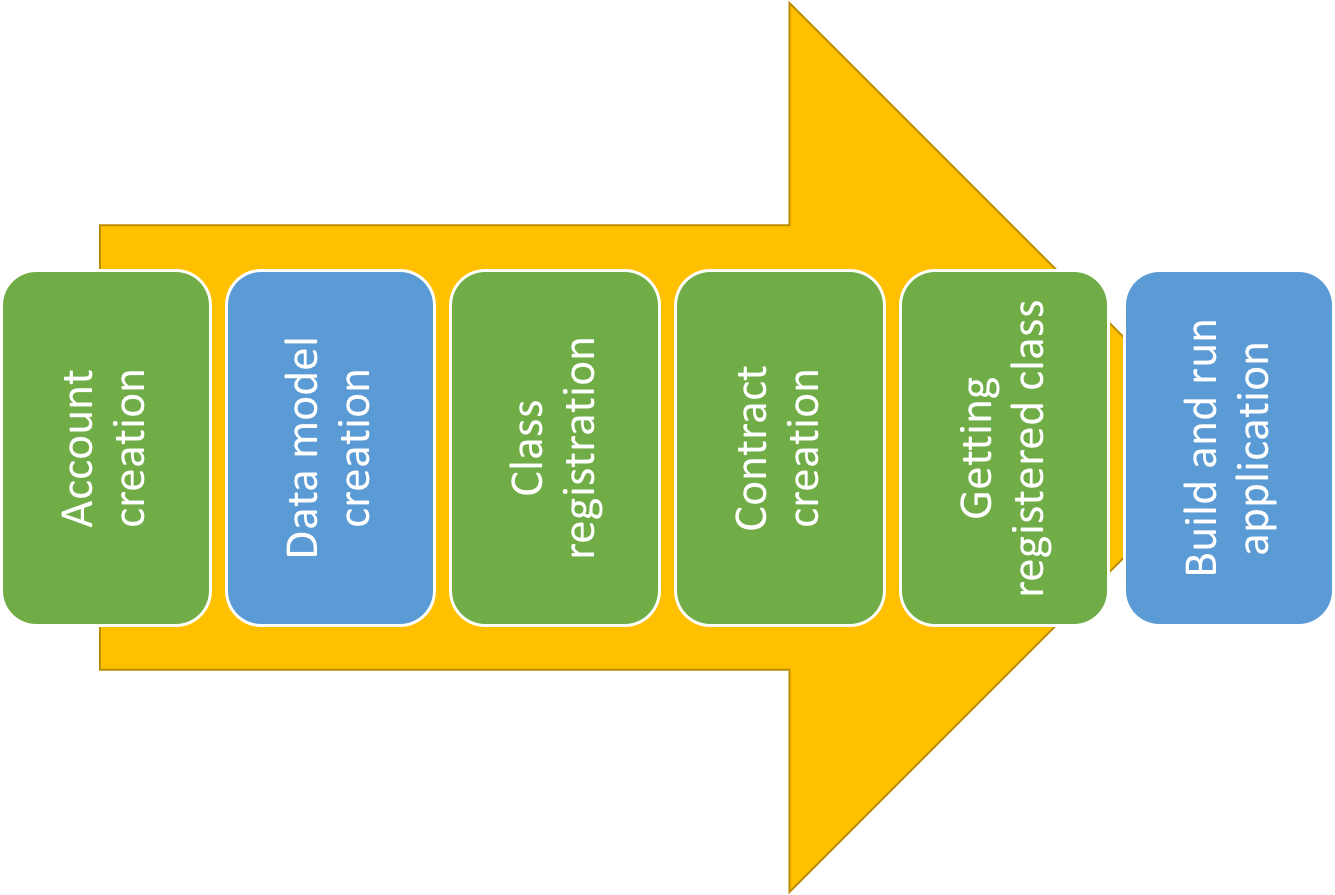 Account
creation
Data model
creation
Class
registration
Contract
creation
Getting
registered class
Build and run
application